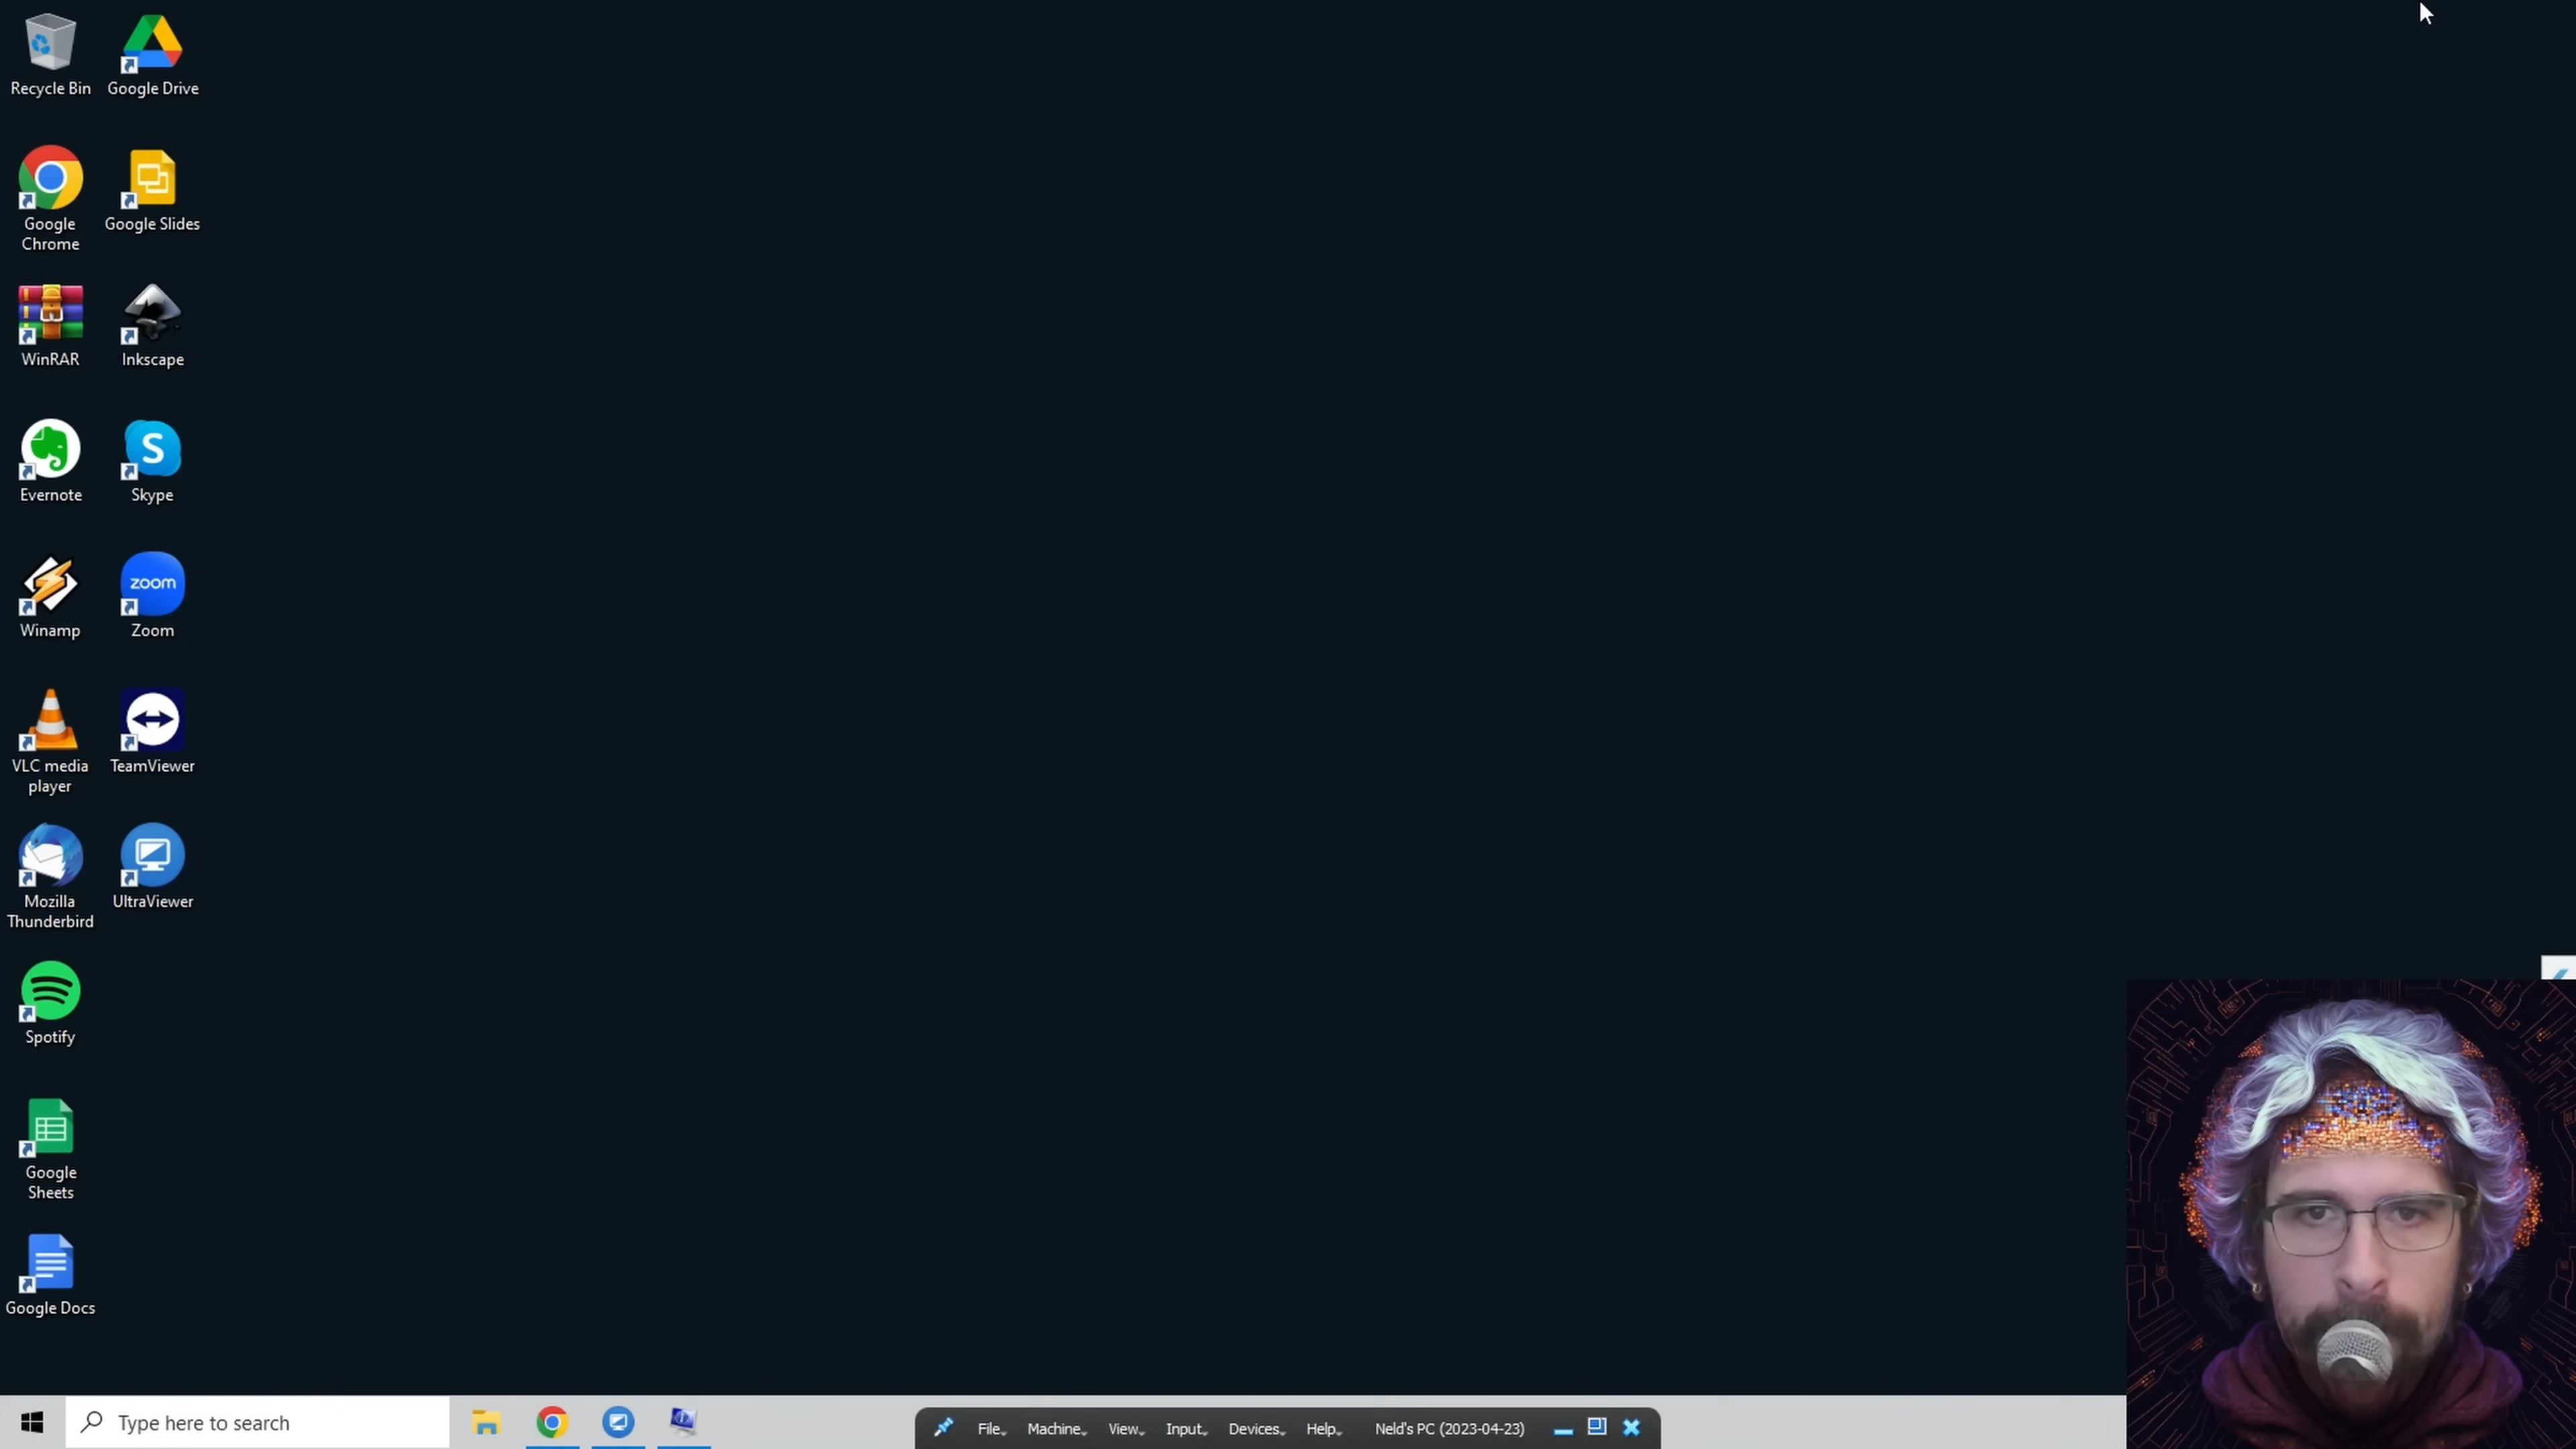 Recycle Bin
Google Drive
Google
Chrome
Google Slides
WinRAR
Inkscape
Evernote
S
Skype
Winamp
zoom
Zoom
VLC media
player
TeamViewer
Mozilla
Thunderbird
UltraViewer
Spotify
Google
Sheets
Google Docs
Type here to search
File
Machine
View
Input
Devices
Help
Neld's PC (2023-04-23)